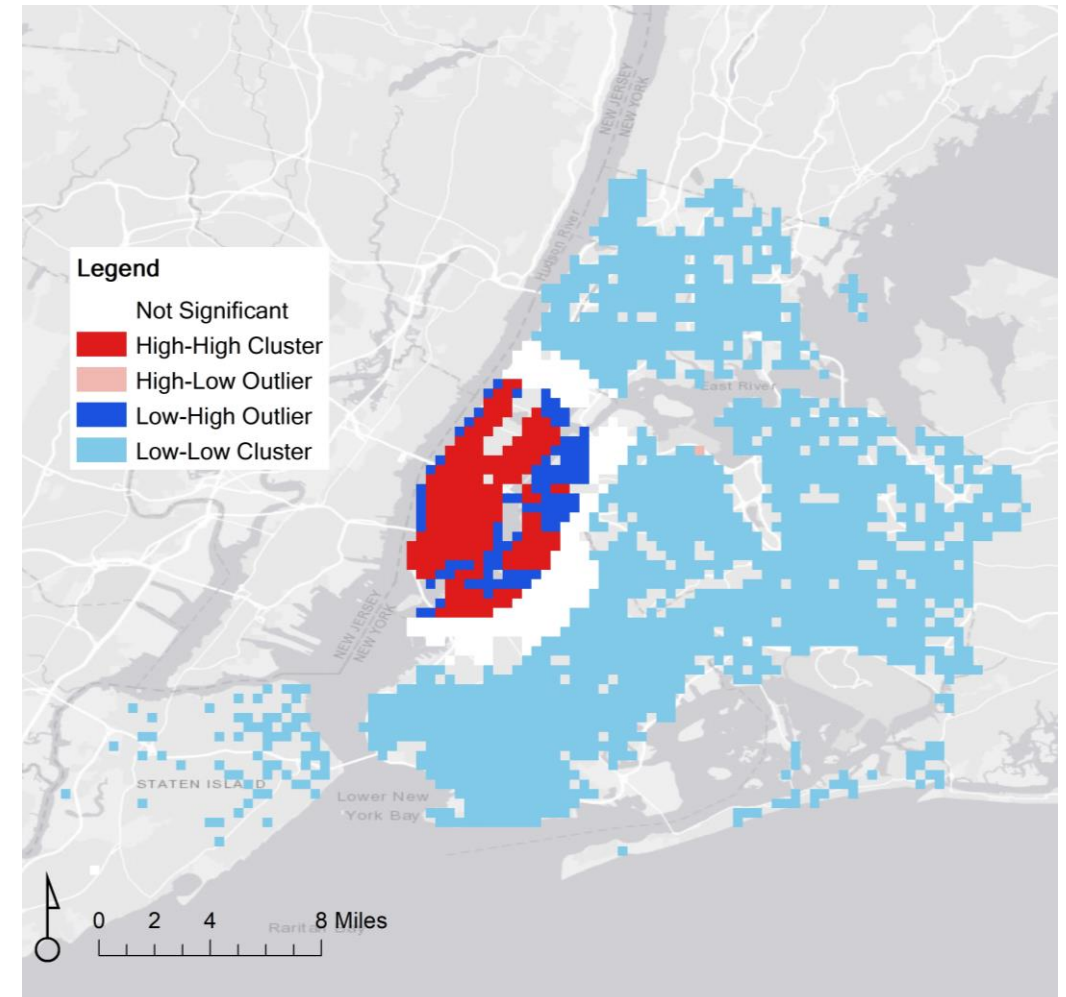 NEW JERSEY
NEW YORK
Hudson River
Legend
Not Significant
High-High Cluster
High-Low Outlier
Low-High Outlier
Low-Low Cluster
East River
NEW JERSEY
NEW YORK
STATEN ISLAND
Lower New
York Bay
0 2 4 8 Miles
Raritan Bay